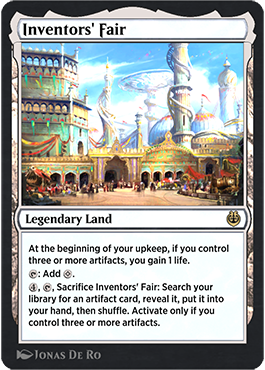 Inventors' Fair
Legendary Land
At the beginning of your upkeep, if you control
three or more artifacts, you gain 1 life.
: Add .
4, , Sacrifice Inventors' Fair: Search your
library for an artifact card, reveal it, put it into
your hand, then shuffle. Activate only if you
control three or more artifacts.
Jonas De Ro